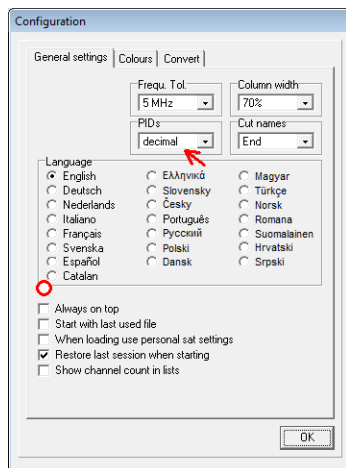 Configuration
General settings Colours Convert
Frequ. Tol. Column width
5 MHz 70%
PIDs Cut names
decimal End
Language
English Ελληνικά Magyar
Deutsch Slovensky Türkçe
Nederlands Česky Norsk
Italiano Português Romana
Français Русский Suomalainen
Svenska Polski Hrvatski
Español Dansk Srpski
Catalan
Always on top
Start with last used file
When loading use personal sat settings
Restore last session when starting
Show channel count in lists
OK